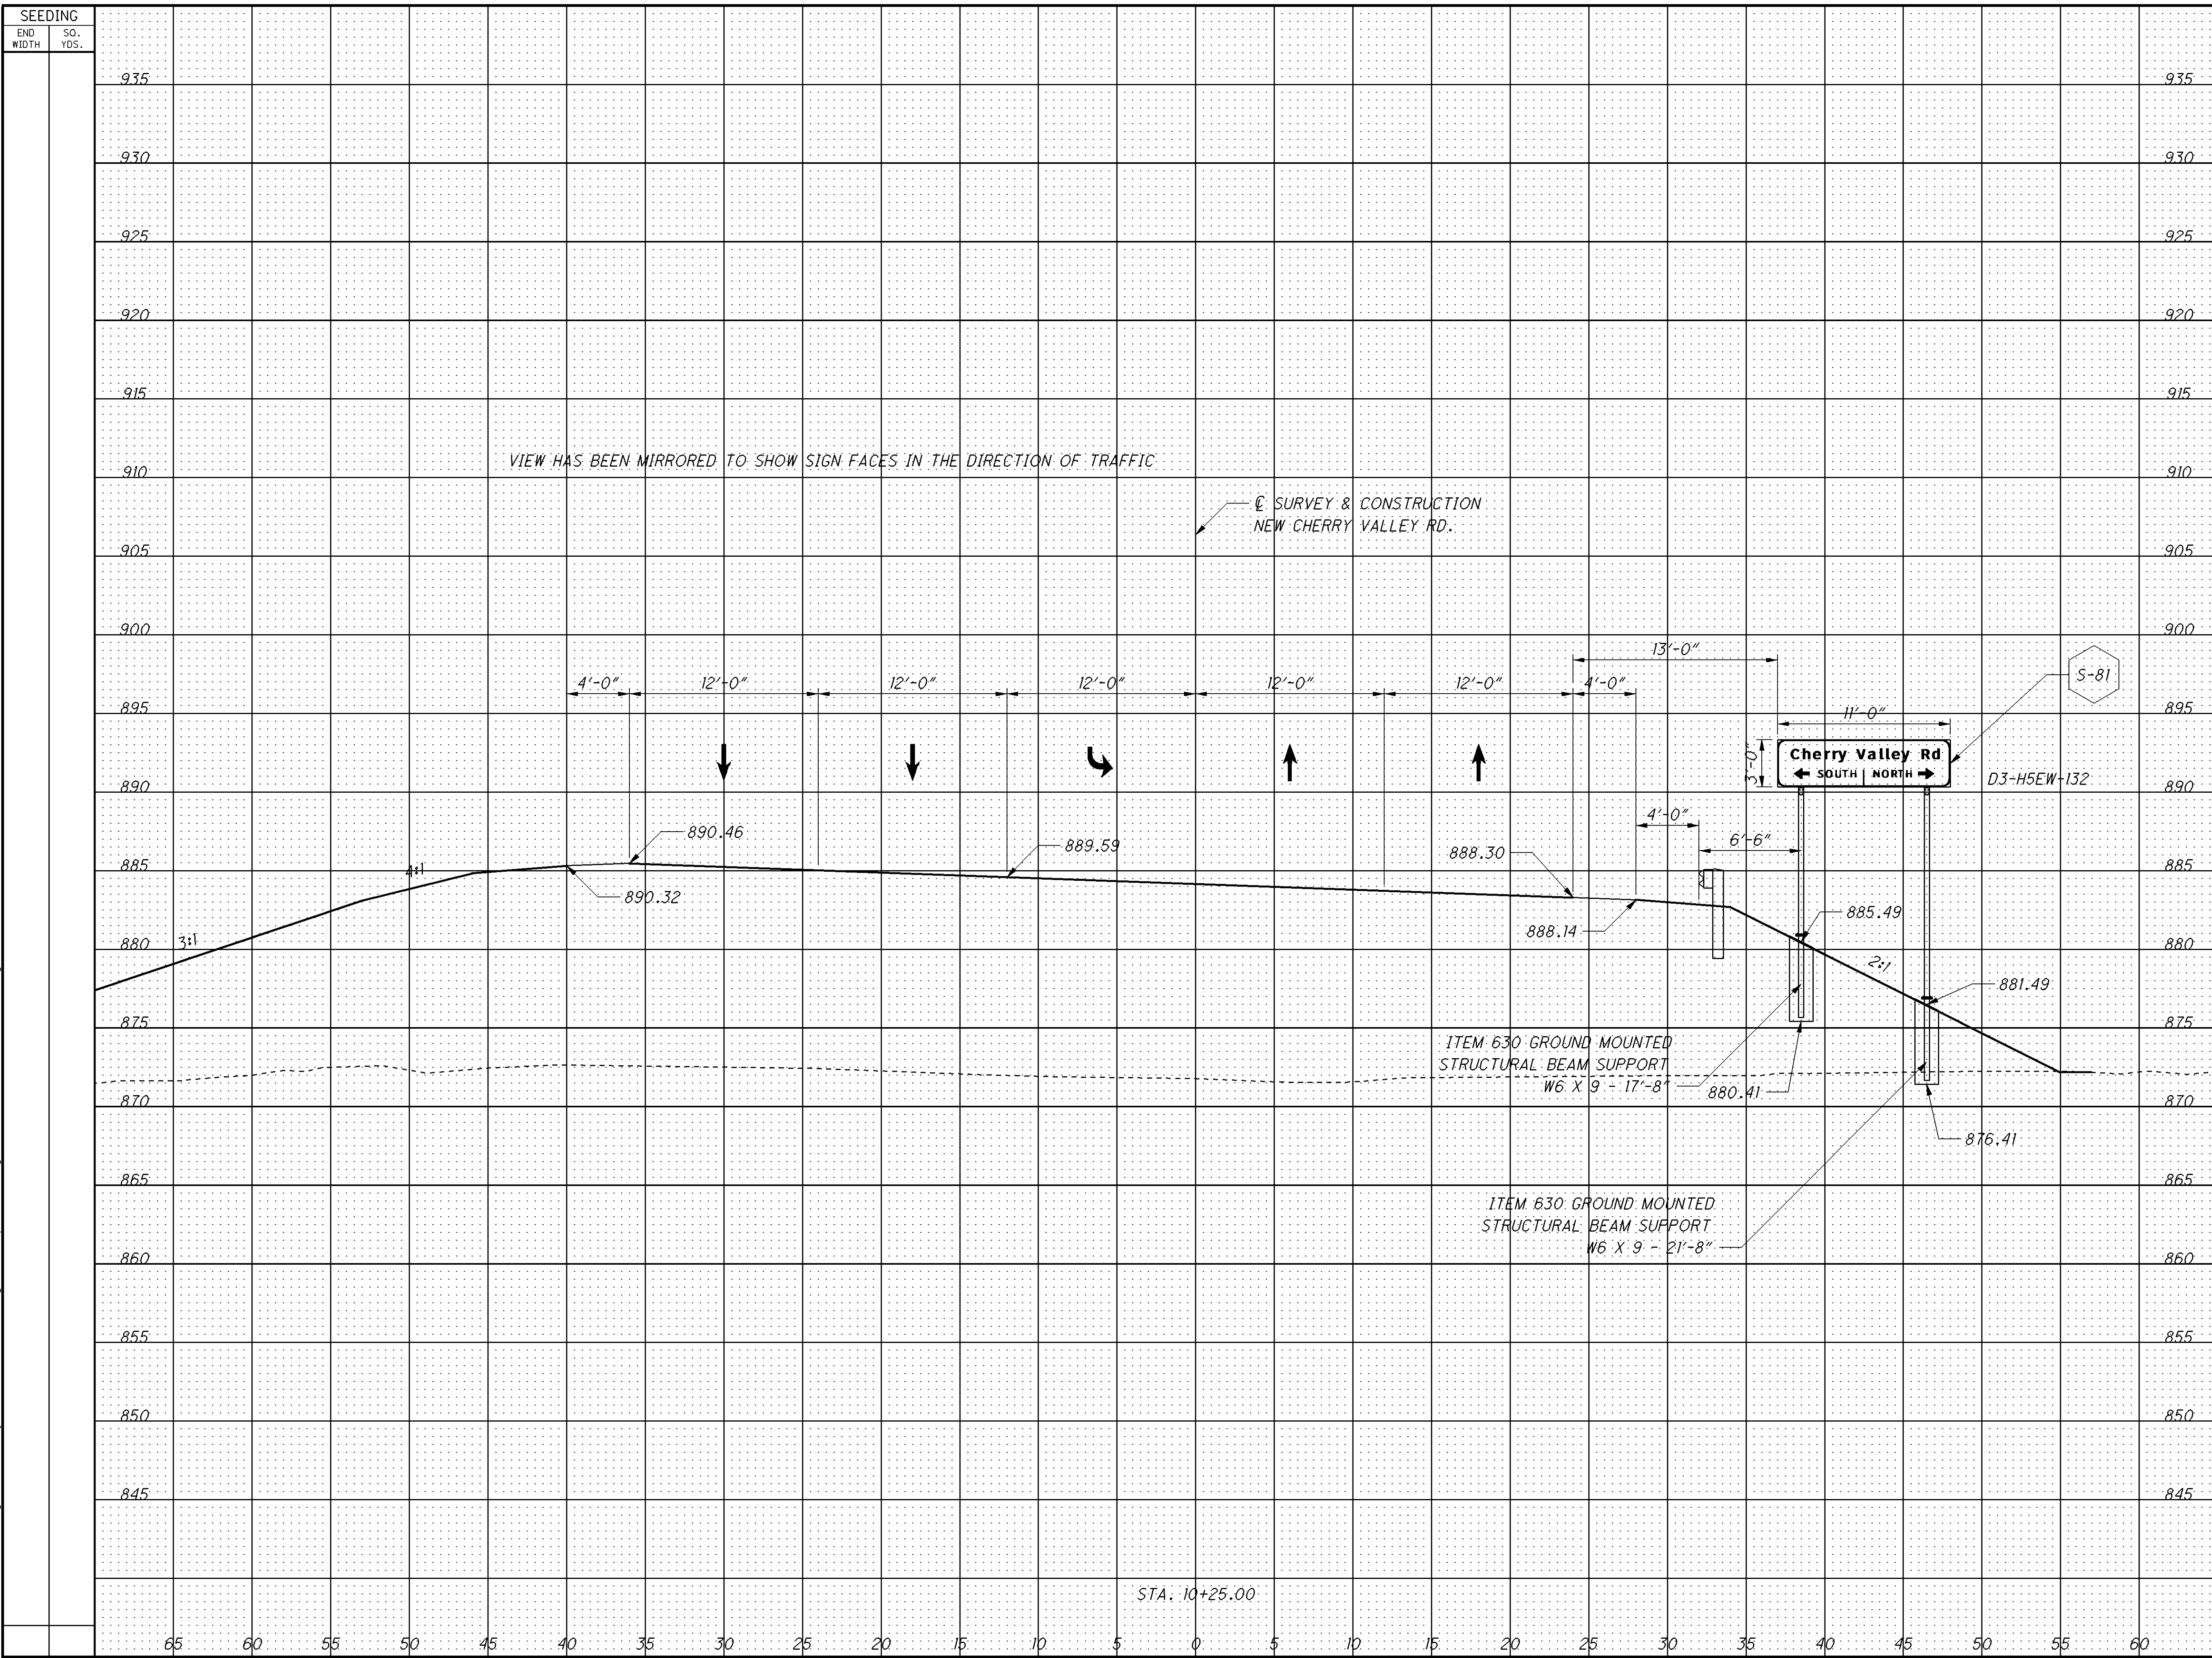 SEEDING
END WIDTH
SQ. YDS.
935 935
930 930
925 925
920 920
915 915
VIEW HAS BEEN MIRRORED TO SHOW SIGN FACES IN THE DIRECTION OF TRAFFIC
910 910
℄ SURVEY & CONSTRUCTION
NEW CHERRY VALLEY RD.
905 905
900 900
13'-0"
S-81
4'-0" 12'-0" 12'-0" 12'-0" 12'-0" 12'-0" 4'-0"
895 895
11'-0"
3'-0"
Cherry Valley Rd
SOUTH NORTH
D3-H5EW-132
890 890
4'-0"
890.46
889.59
6'-6"
888.30
885 885
4:1
890.32
885.49
888.14
880 880
3:1
2:1
881.49
875 875
ITEM 630 GROUND MOUNTED
STRUCTURAL BEAM SUPPORT
W6 X 9 - 17'-8"
880.41
870 870
876.41
865 865
ITEM 630 GROUND MOUNTED
STRUCTURAL BEAM SUPPORT
W6 X 9 - 21'-8"
860 860
855 855
850 850
845 845
STA. 10+25.00
65 60 55 50 45 40 35 30 25 20 15 10 5 0 5 10 15 20 25 30 35 40 45 50 55 60